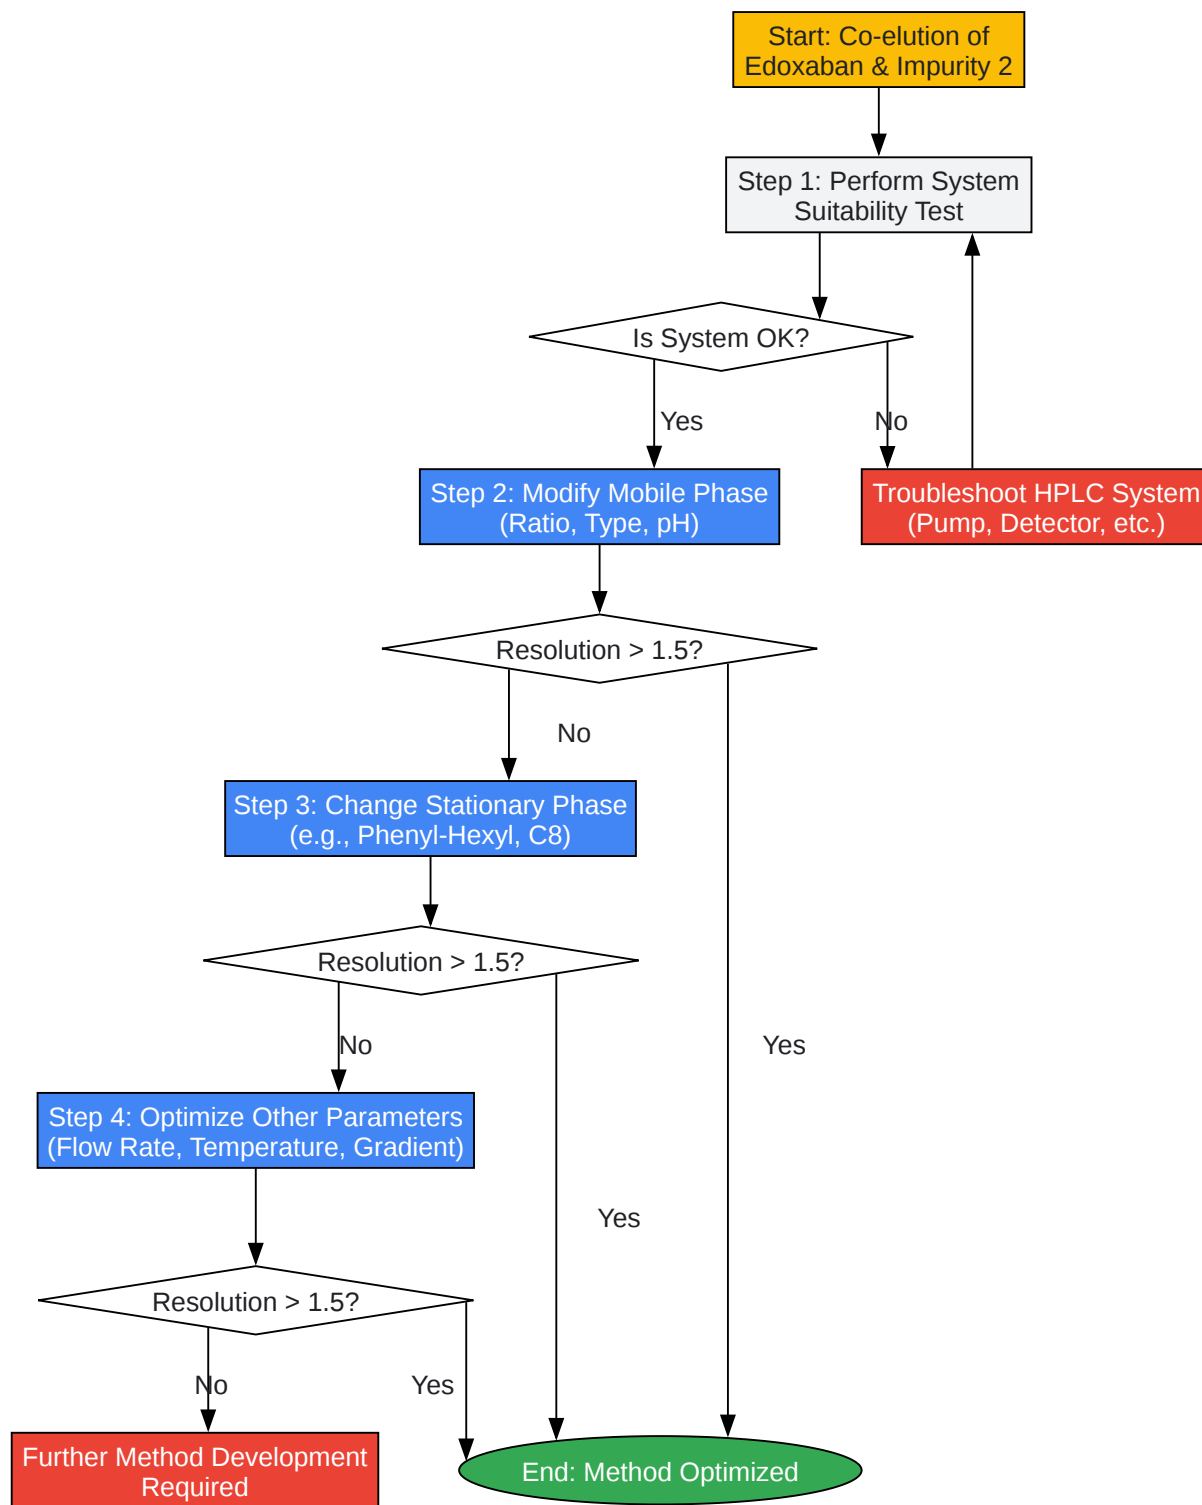 Start: Co-elution of
Edoxaban & Impurity 2
Step 1: Perform System
Suitability Test
Is System OK?
Yes
No
Step 2: Modify Mobile Phase
(Ratio, Type, pH)
Troubleshoot HPLC System
(Pump, Detector, etc.)
Resolution > 1.5?
No
Step 3: Change Stationary Phase
(e.g., Phenyl-Hexyl, C8)
Resolution > 1.5?
No
Yes
Step 4: Optimize Other Parameters
(Flow Rate, Temperature, Gradient)
Yes
Resolution > 1.5?
No
Yes
Further Method Development
Required
End: Method Optimized